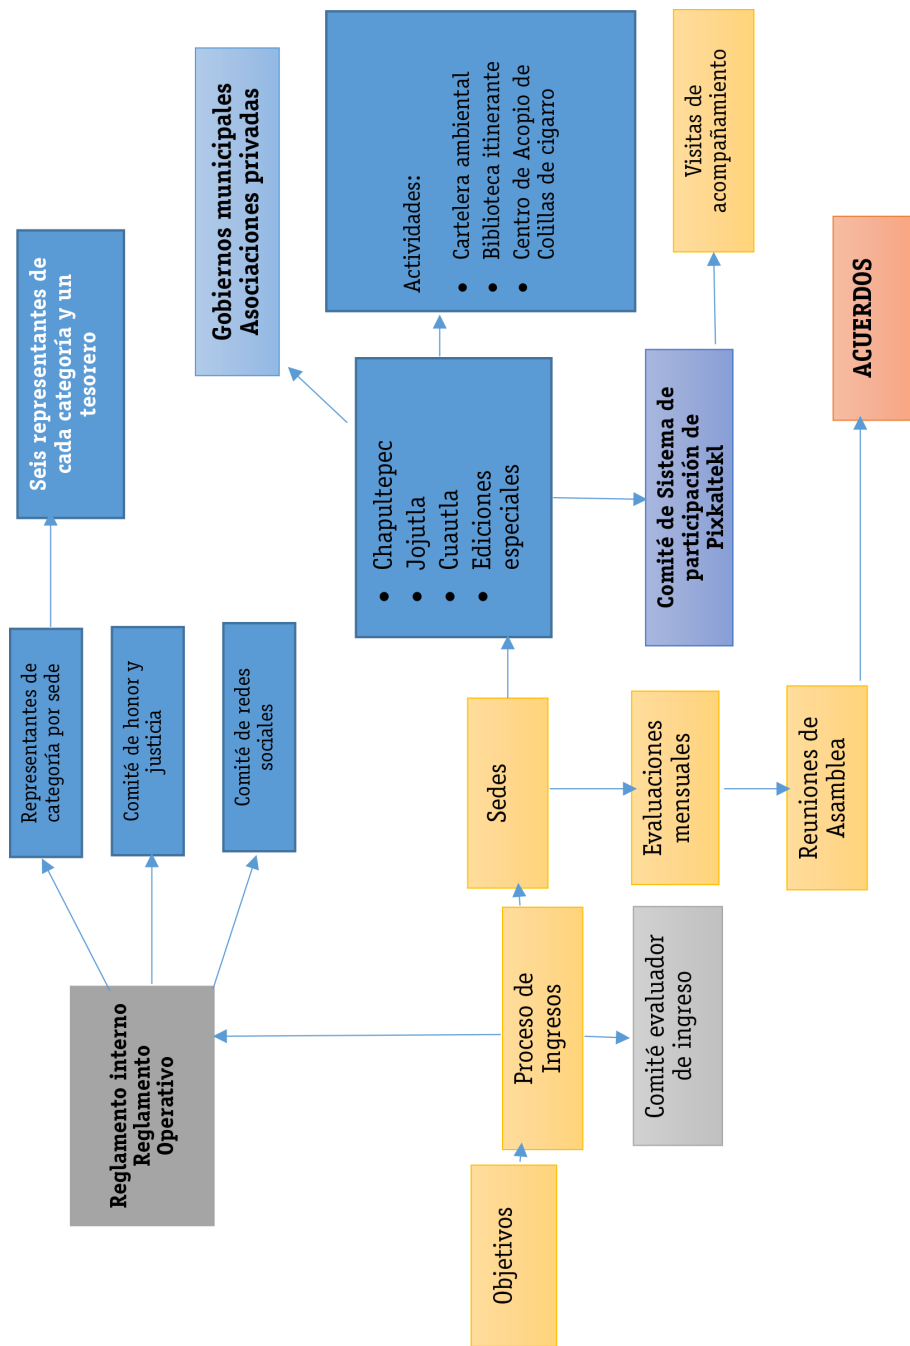 Seis representantes de
cada categoría y un
tesorero
Representantes de
categoría por sede
Comité de honor y
justicia
Comité de redes
sociales
Reglamento interno
Reglamento
Operativo
Gobiernos municipales
Asociaciones privadas
Actividades:
• Cartelera ambiental
• Biblioteca itinerante
• Centro de Acopio de
Colillas de cigarro
• Chapultepec
• Jojutla
• Cuautla
• Ediciones
especiales
Objetivos
Proceso de
Ingresos
Sedes
Comité evaluador
de ingreso
Evaluaciones
mensuales
Comité de Sistema de
participación de
Pixkaltekl
Visitas de
acompañamiento
Reuniones de
Asamblea
ACUERDOS